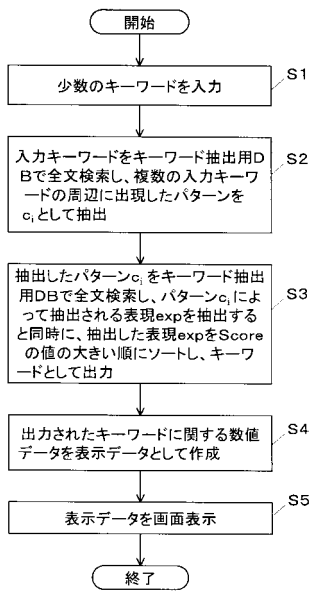 開始
S1
少数のキーワードを入力
S2
入力キーワードをキーワード抽出用D
Bで全文検索し、複数の入力キーワ
ードの周辺に出現したパターンを
ciとして抽出
S3
抽出したパターンciをキーワード抽出
用DBで全文検索し、パターンciによ
って抽出される表現expを抽出する
と同時に、抽出した表現expをScore
の値の大きい順にソートし、キーワ
ードとして出力
S4
出力されたキーワードに関する数値
データを表示データとして作成
S5
表示データを画面表示
終了